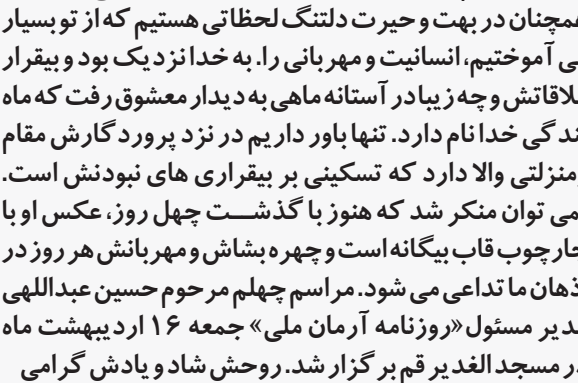 همچنان در بهت و حیرت دلتنگ لحظاتی هستیم که از تو بسیار
می آموختیم، انسانیت و مهربانی را. به خدا نزدیک بود و بیقرار
ملاقاتش و چه زیبا در آستانه ماهی به دیدار معشوق رفت که ماه
بندگی خدا نام دارد. تنها باور داریم در نزد پروردگارش مقام
ومنزلتی والا دارد که تسکینی بر بیقراری های نبودنش است.
نمی توان منکر شد که هنوز با گذشت چهل روز، عکس او با
چارچوب قاب بیگانه است و چهره بشاش و مهربانش هر روز در
اذهان ما تداعی می شود. مراسم چهلم مرحوم حسین عبداللهی
مدیر مسئول «روزنامه آرمان ملی» جمعه ۱۶ اردیبهشت ماه
در مسجد الغدیر قم برگزار شد. روحش شاد و یادش گرامی